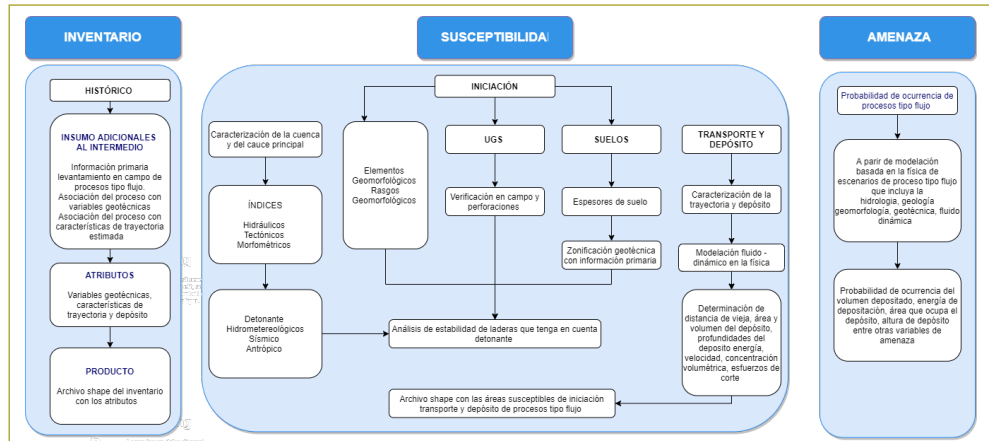 INVENTARIO
HISTÓRICO
INSUMO ADICIONALES
AL INTERMEDIO
Información primaria
levantamiento en campo de
procesos tipo flujo.
Asociación del proceso con
variables geotécnicas
Asociación del proceso con
características de trayectoria
estimada
ATRIBUTOS
Variables geotécnicas,
características de
trayectoria y depósito
PRODUCTO
Archivo shape del inventario
con los atributos
SUSCEPTIBILIDA
INICIACIÓN
Caracterización de la cuenca
y del cauce principal
ÍNDICES
Hidráulicos
Tectónicos
Morfométricos
Detonante
Hidrometereológicos
Sísmico
Antrópico
Elementos
Geomorfológicos
Rasgos
Geomorfológicos
UGS
Verificación en campo y
perforaciones
SUELOS
Espesores de suelo
Zonificación geotécnica
con información primaria
Análisis de estabilidad de laderas que tenga en cuenta
detonante
TRANSPORTE Y
DEPÓSITO
Caracterización de la
trayectoria y depósito
Modelación fluido -
dinámico en la física
Determinación de
distancia de vieja, área y
volumen del depósito,
profundidades del
deposito energía,
velocidad, concentración
volumétrica, esfuerzos de
corte
Archivo shape con las áreas susceptibles de iniciación
transporte y depósito de procesos tipo flujo
AMENAZA
Probabilidad de ocurrencia de
procesos tipo flujo
A parir de modelación
basada en la física de
escenarios de proceso tipo flujo
que incluya la
hidrologia, geología
geomorfología, geotécnica, fluido
dinámica
Probabilidad de ocurrencia del
volumen depositado, energía de
depositación, área que ocupa el
depósito, altura de depósito
entre otras variables de
amenaza